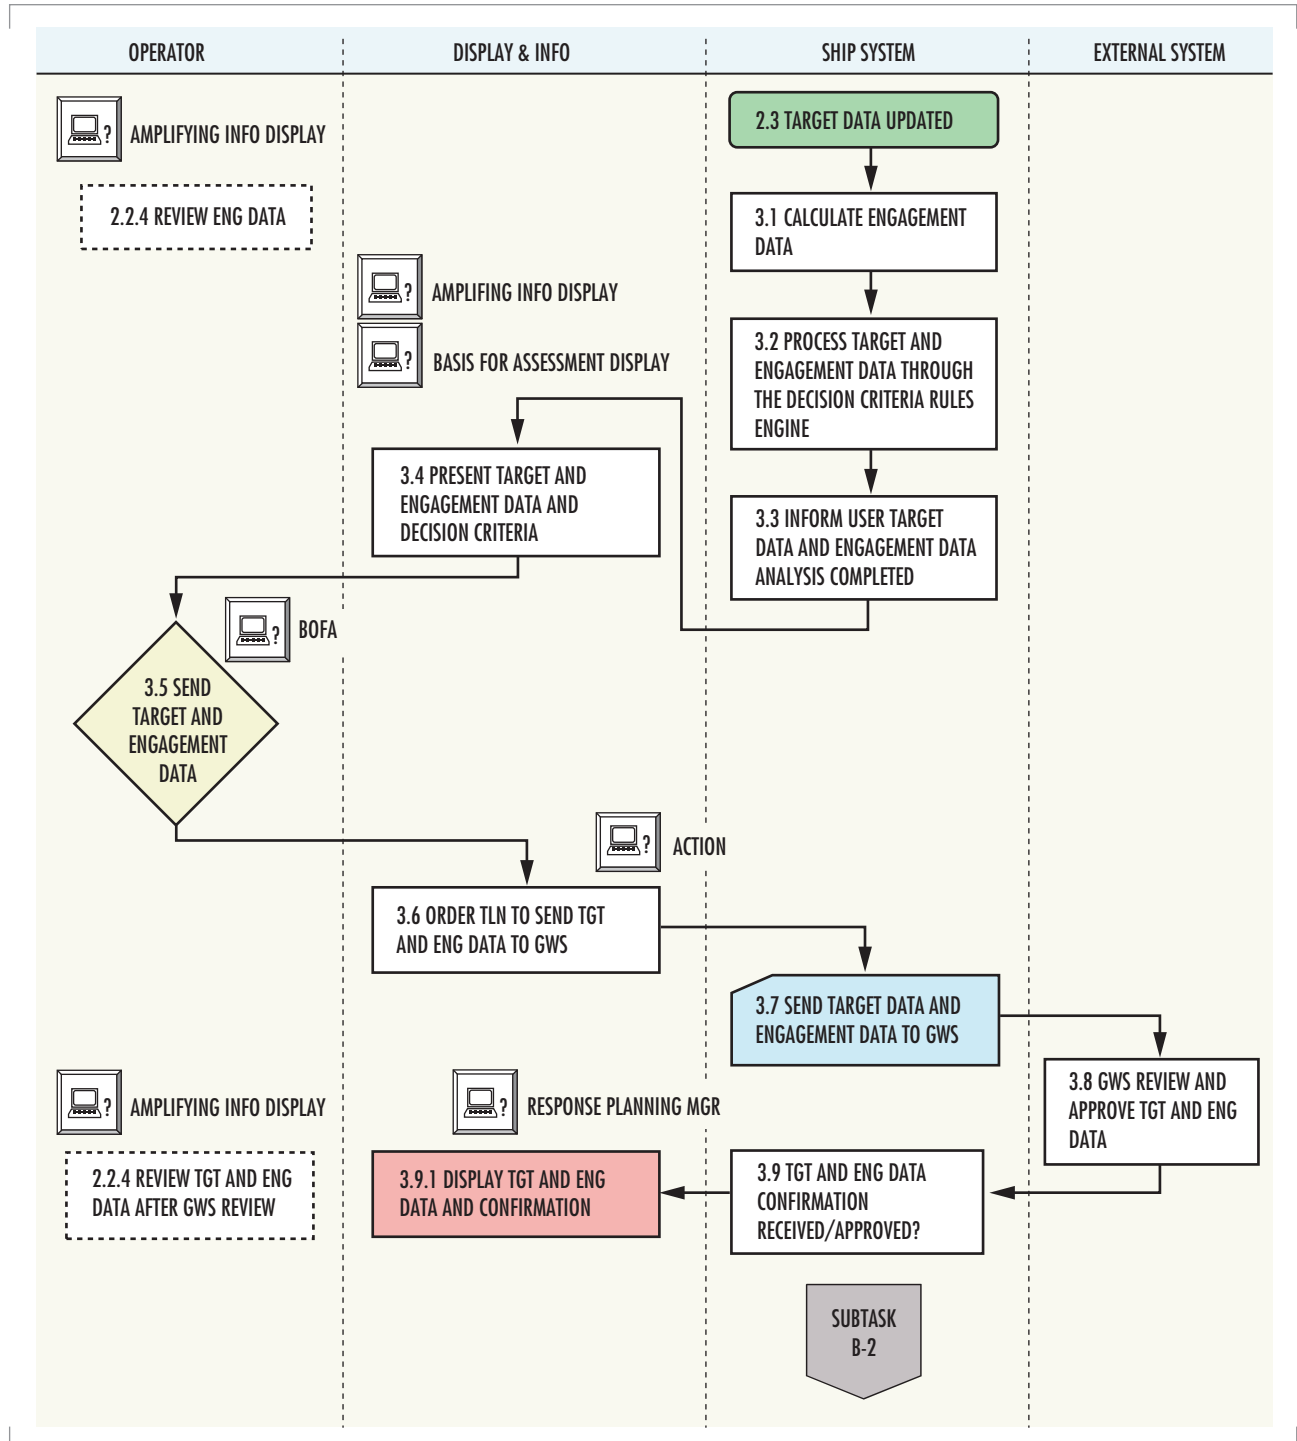 OPERATOR
DISPLAY & INFO
SHIP SYSTEM
EXTERNAL SYSTEM
?
AMPLIFYING INFO DISPLAY
2.2.4 REVIEW ENG DATA
2.3 TARGET DATA UPDATED
3.1 CALCULATE ENGAGEMENT
DATA
?
AMPLIFING INFO DISPLAY
?
BASIS FOR ASSESSMENT DISPLAY
3.2 PROCESS TARGET AND
ENGAGEMENT DATA THROUGH
THE DECISION CRITERIA RULES
ENGINE
3.3 INFORM USER TARGET
DATA AND ENGAGEMENT DATA
ANALYSIS COMPLETED
3.4 PRESENT TARGET AND
ENGAGEMENT DATA AND
DECISION CRITERIA
?
BOFA
3.5 SEND
TARGET AND
ENGAGEMENT
DATA
?
ACTION
3.6 ORDER TLN TO SEND TGT
AND ENG DATA TO GWS
3.7 SEND TARGET DATA AND
ENGAGEMENT DATA TO GWS
3.8 GWS REVIEW AND
APPROVE TGT AND ENG
DATA
?
AMPLIFYING INFO DISPLAY
2.2.4 REVIEW TGT AND ENG
DATA AFTER GWS REVIEW
?
RESPONSE PLANNING MGR
3.9.1 DISPLAY TGT AND ENG
DATA AND CONFIRMATION
3.9 TGT AND ENG DATA
CONFIRMATION
RECEIVED/APPROVED?
SUBTASK
B-2